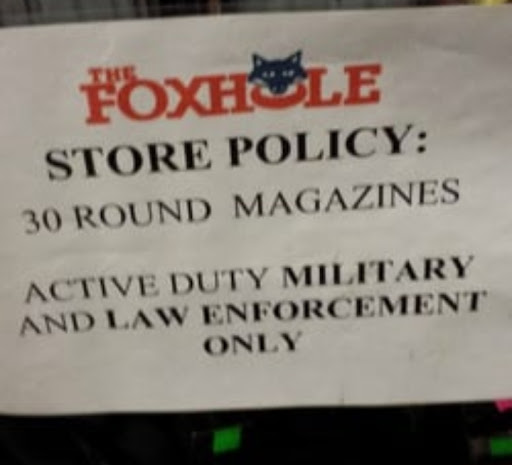 THE
FOXHOLE
STORE POLICY:
30 ROUND MAGAZINES
ACTIVE DUTY MILITARY
AND LAW ENFORCEMENT
ONLY